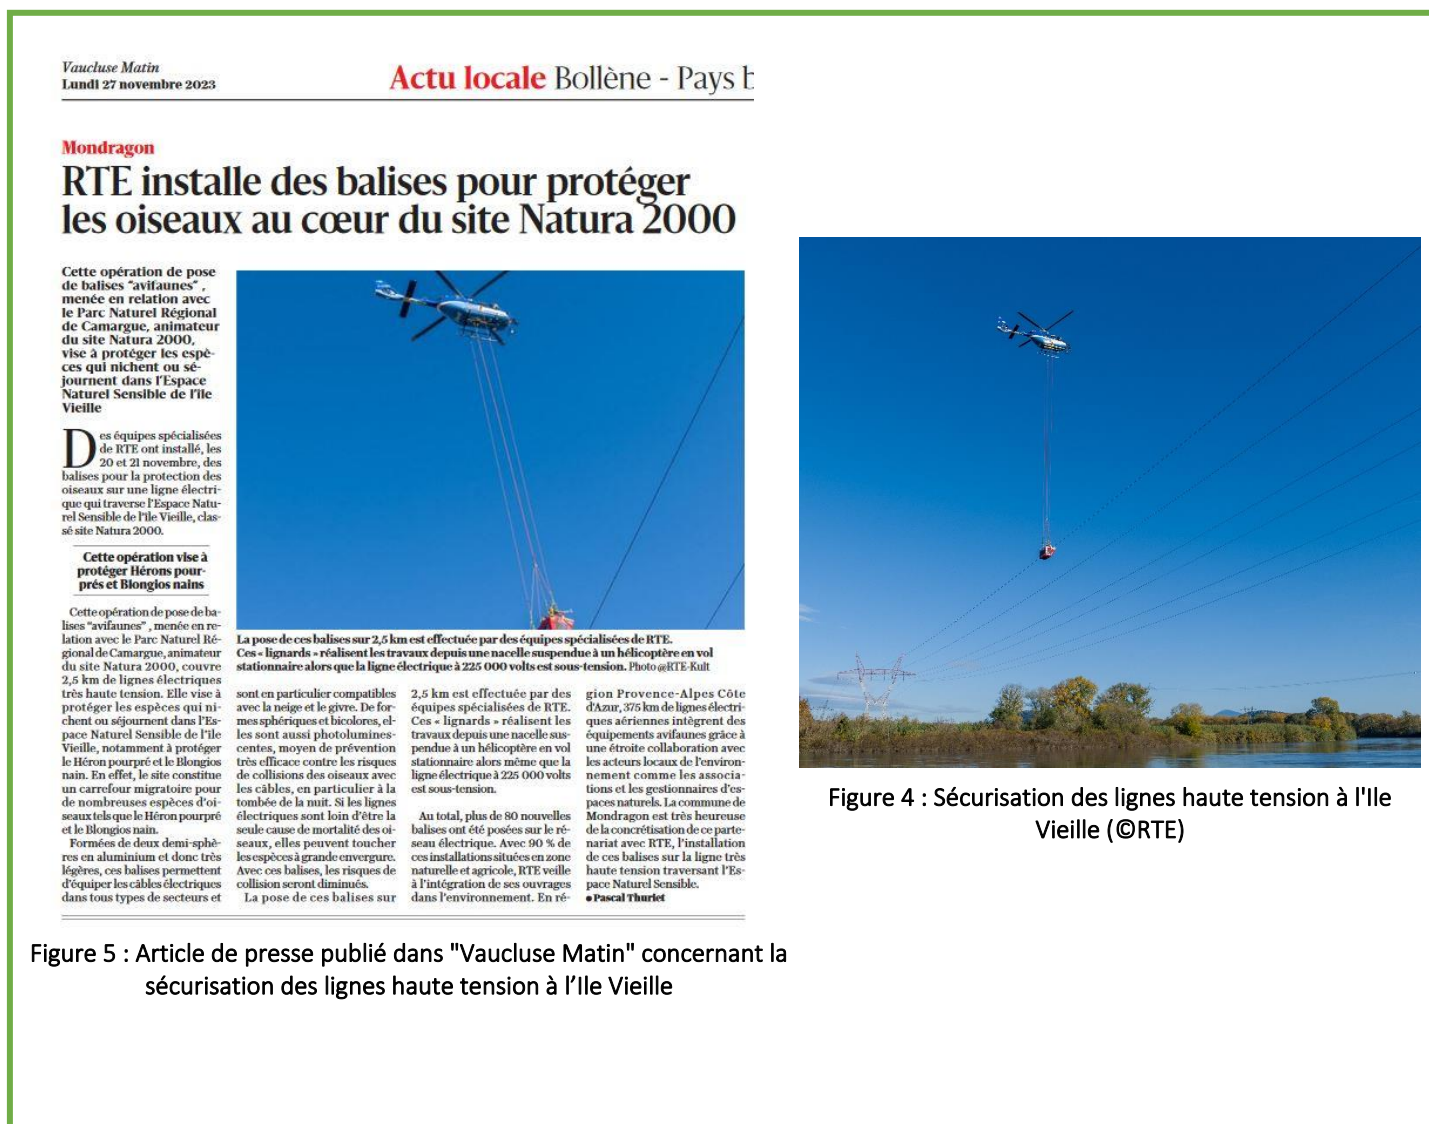 Vaucluse Matin
Lundi 27 novembre 2023
Actu locale Bollène - Pays
Mondragon
RTE installe des balises pour protéger
les oiseaux au cœur du site Natura 2000
Cette opération de pose
de balises "avifaunes" ,
menée en relation avec
le Parc Naturel Régional
de Camargue, animateur
du site Natura 2000,
vise à protéger les espè-
ces qui nichent ou sé-
journent dans l'Espace
Naturel Sensible de l'île
Vieille
Des équipes spécialisées
de RTE ont installé, les
20 et 21 novembre, des
balises pour la protection des
oiseaux sur une ligne électri-
que qui traverse l'Espace Natu-
rel Sensible de l'île Vieille, clas-
sé site Natura 2000.
Cette opération vise à
protéger Hérons pour-
prés et Blongios nains
Cette opération de pose de ba-
lises "avifaunes" , menée en re-
lation avec le Parc Naturel Ré-
gional de Camargue, animateur
du site Natura 2000, couvre
2,5 km de lignes électriques
très haute tension. Elle vise à
protéger les espèces qui ni-
chent ou séjournent dans l'Es-
pace Naturel Sensible de l'île
Vieille, notamment à protéger
le Héron pourpré et le Blongios
nain. En effet, le site constitue
un carrefour migratoire pour
de nombreuses espèces d'oi-
seaux tels que le Héron pourpré
et le Blongios nain.
Formées de deux demi-sphè-
res en aluminium et donc très
légères, ces balises permettent
d'équiper les câbles électriques
dans tous types de secteurs et
La pose de ces balises sur 2,5 km est effectuée par des équipes spécialisées de RTE.
Ces « lignards » réalisent les travaux depuis une nacelle suspendue à un hélicoptère en vol
stationnaire alors que la ligne électrique à 225 000 volts est sous-tension. Photo @RTE-Kult
sont en particulier compatibles
avec la neige et le givre. De for-
mes sphériques et bicolores, el-
les sont aussi photolumines-
centes, moyen de prévention
très efficace contre les risques
de collisions des oiseaux avec
les câbles, en particulier à la
tombée de la nuit. Si les lignes
électriques sont loin d'être la
seule cause de mortalité des oi-
seaux, elles peuvent toucher
les espèces à grande envergure.
Avec ces balises, les risques de
collision seront diminués.
La pose de ces balises sur
2,5 km est effectuée par des
équipes spécialisées de RTE.
Ces « lignards » réalisent les
travaux depuis une nacelle sus-
pendue à un hélicoptère en vol
stationnaire alors même que la
ligne électrique à 225 000 volts
est sous-tension.
Au total, plus de 80 nouvelles
balises ont été posées sur le ré-
seau électrique. Avec 90 % de
ces installations situées en zone
naturelle et agricole, RTE veille
à l'intégration de ses ouvrages
dans l'environnement. En ré-
gion Provence-Alpes Côte
d'Azur, 375 km de lignes électri-
ques aériennes intègrent des
équipements avifaunes grâce à
une étroite collaboration avec
les acteurs locaux de l'environ-
nement comme les associa-
tions et les gestionnaires d'es-
paces naturels. La commune de
Mondragon est très heureuse
de la concrétisation de ce parte-
nariat avec RTE, l'installation
de ces balises sur la ligne très
haute tension traversant l'Es-
pace Naturel Sensible.
● Pascal Thuriet
Figure 5 : Article de presse publié dans "Vaucluse Matin" concernant la
sécurisation des lignes haute tension à l'Ile Vieille
Figure 4 : Sécurisation des lignes haute tension à l'Ile
Vieille (©RTE)